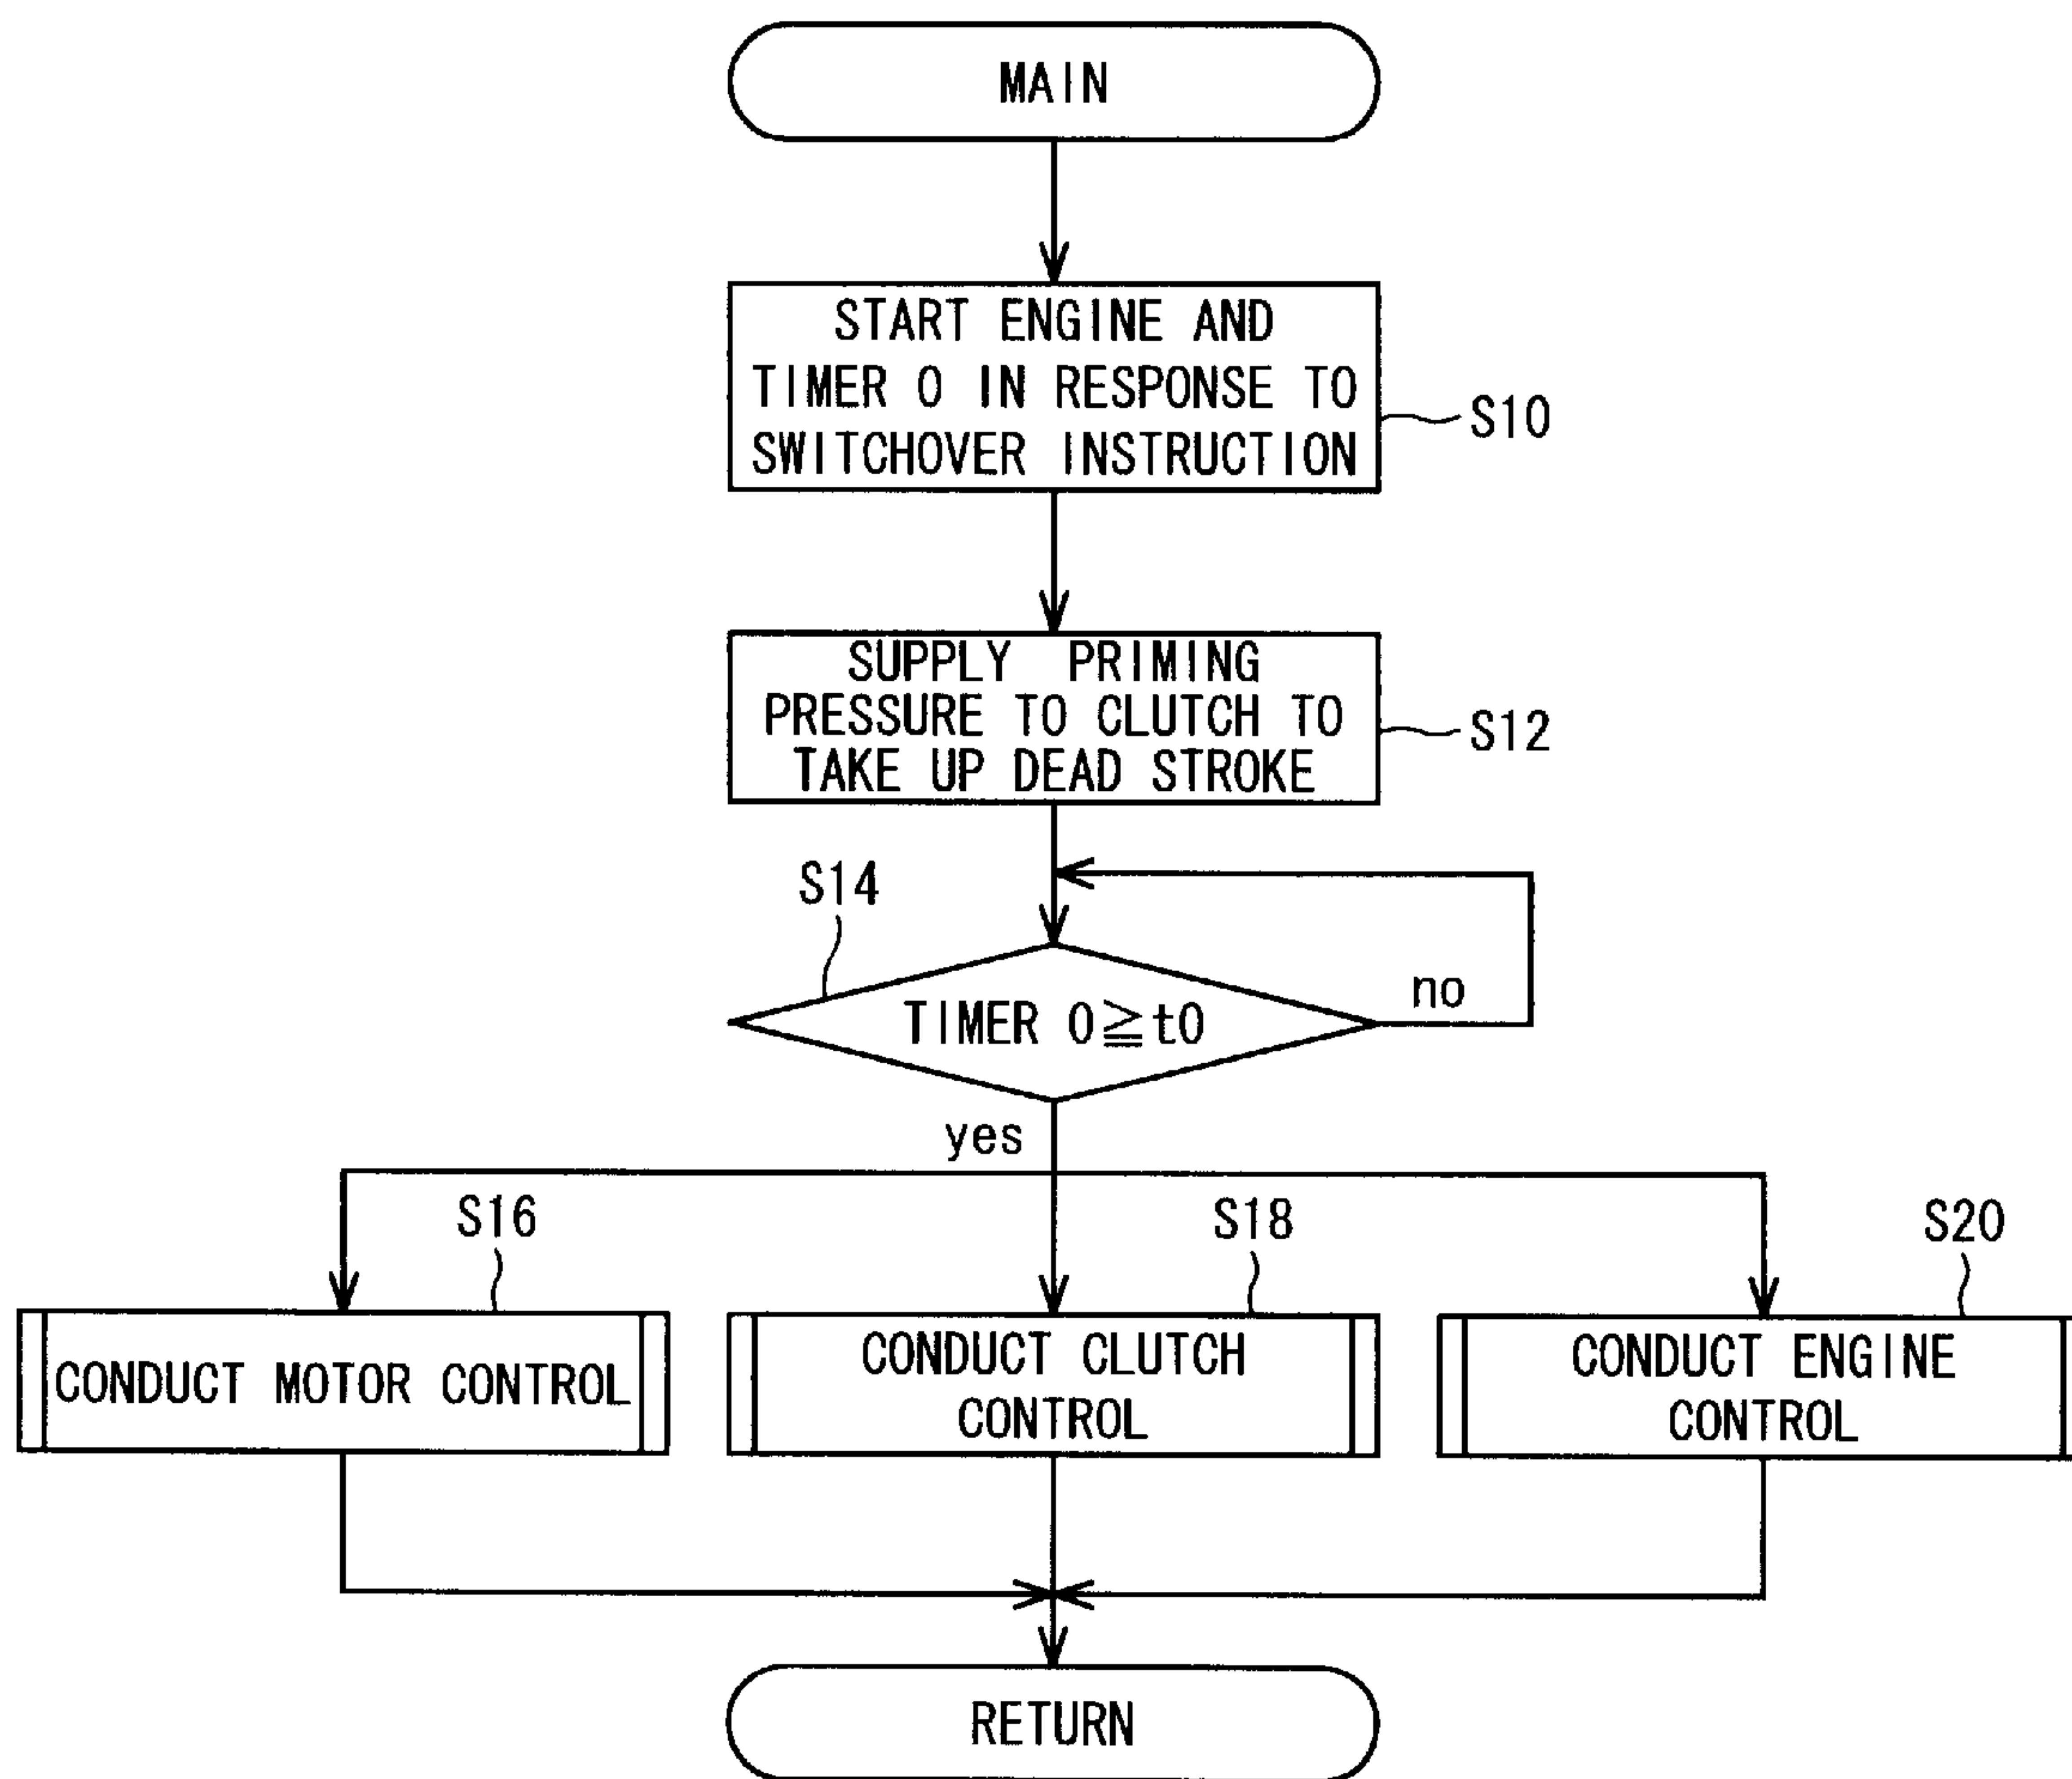 MAIN
START ENGINE AND
TIMER 0 IN RESPONSE TO
SWITCHOVER INSTRUCTION
S10
SUPPLY PRIMING
PRESSURE TO CLUTCH TO
TAKE UP DEAD STROKE
S12
S14
TIMER 0≧t0
no
yes
S16
S18
S20
CONDUCT MOTOR CONTROL
CONDUCT CLUTCH
CONTROL
CONDUCT ENGINE
CONTROL
RETURN